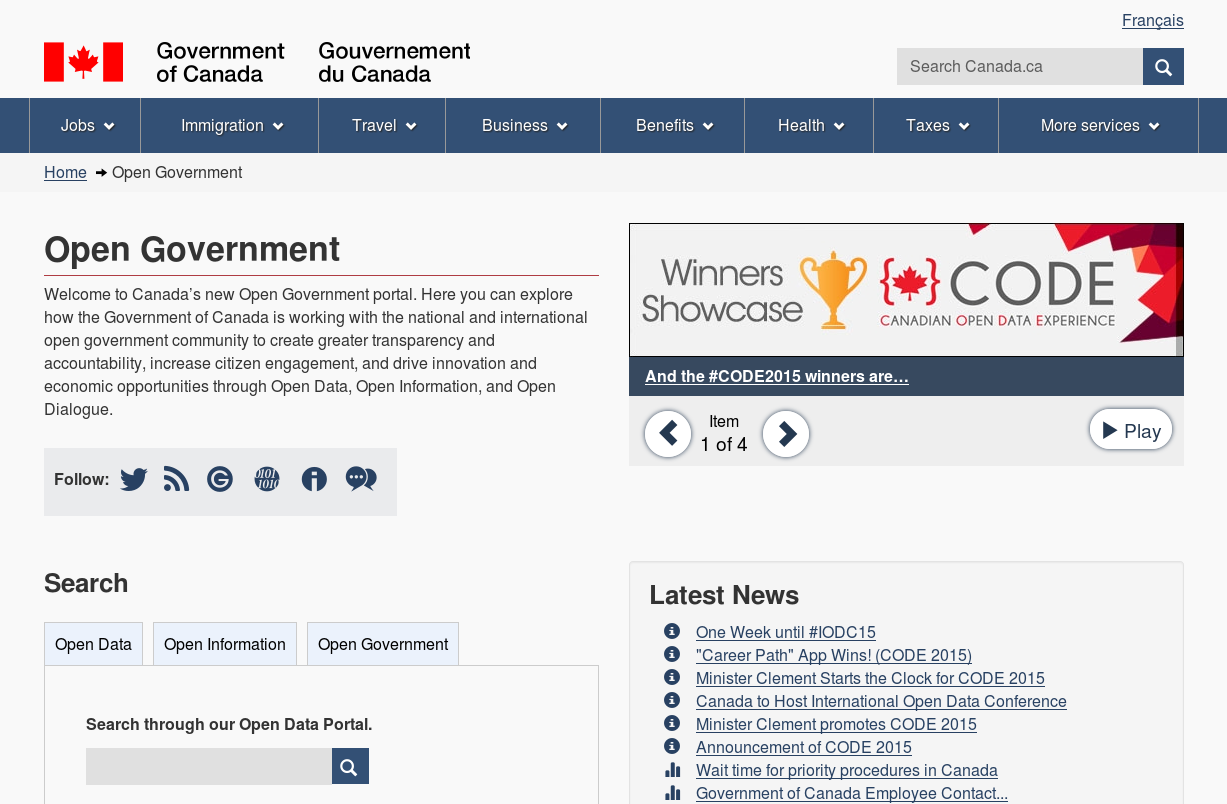 Français
Government of Canada
Gouvernement du Canada
Search Canada.ca
Jobs
Immigration
Travel
Business
Benefits
Health
Taxes
More services
Home
Open Government
Open Government
Welcome to Canada's new Open Government portal. Here you can explore
how the Government of Canada is working with the national and international
open government community to create greater transparency and
accountability, increase citizen engagement, and drive innovation and
economic opportunities through Open Data, Open Information, and Open
Dialogue.
Follow:
0101
1010
Winners
Showcase
CODE
CANADIAN OPEN DATA EXPERIENCE
And the #CODE2015 winners are…
Item
1 of 4
Play
Search
Open Data
Open Information
Open Government
Search through our Open Data Portal.
Latest News
One Week until #IODC15
"Career Path" App Wins! (CODE 2015)
Minister Clement Starts the Clock for CODE 2015
Canada to Host International Open Data Conference
Minister Clement promotes CODE 2015
Announcement of CODE 2015
Wait time for priority procedures in Canada
Government of Canada Employee Contact...